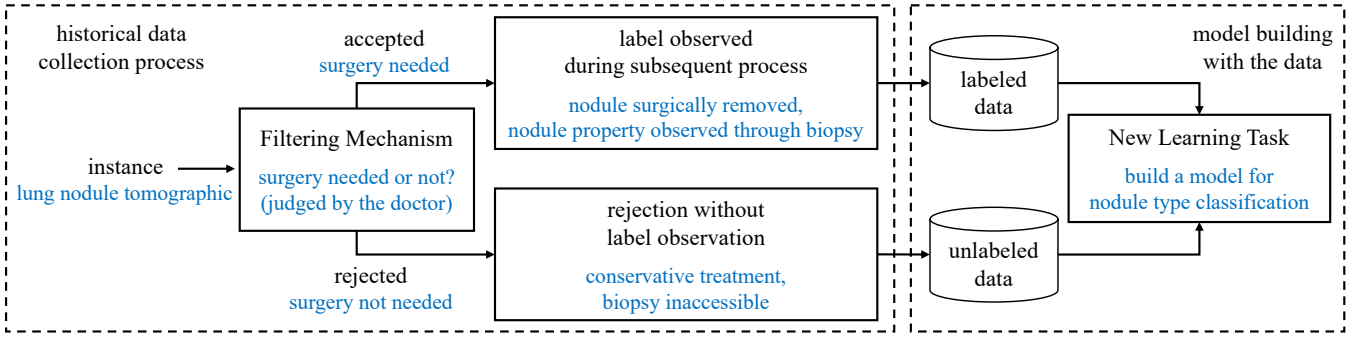 historical data
collection process
instance
lung nodule tomographic
Filtering Mechanism
surgery needed or not?
(judged by the doctor)
accepted
surgery needed
rejected
surgery not needed
label observed
during subsequent process
nodule surgically removed,
nodule property observed through biopsy
rejection without
label observation
conservative treatment,
biopsy inaccessible
labeled
data
unlabeled
data
model building
with the data
New Learning Task
build a model for
nodule type classification